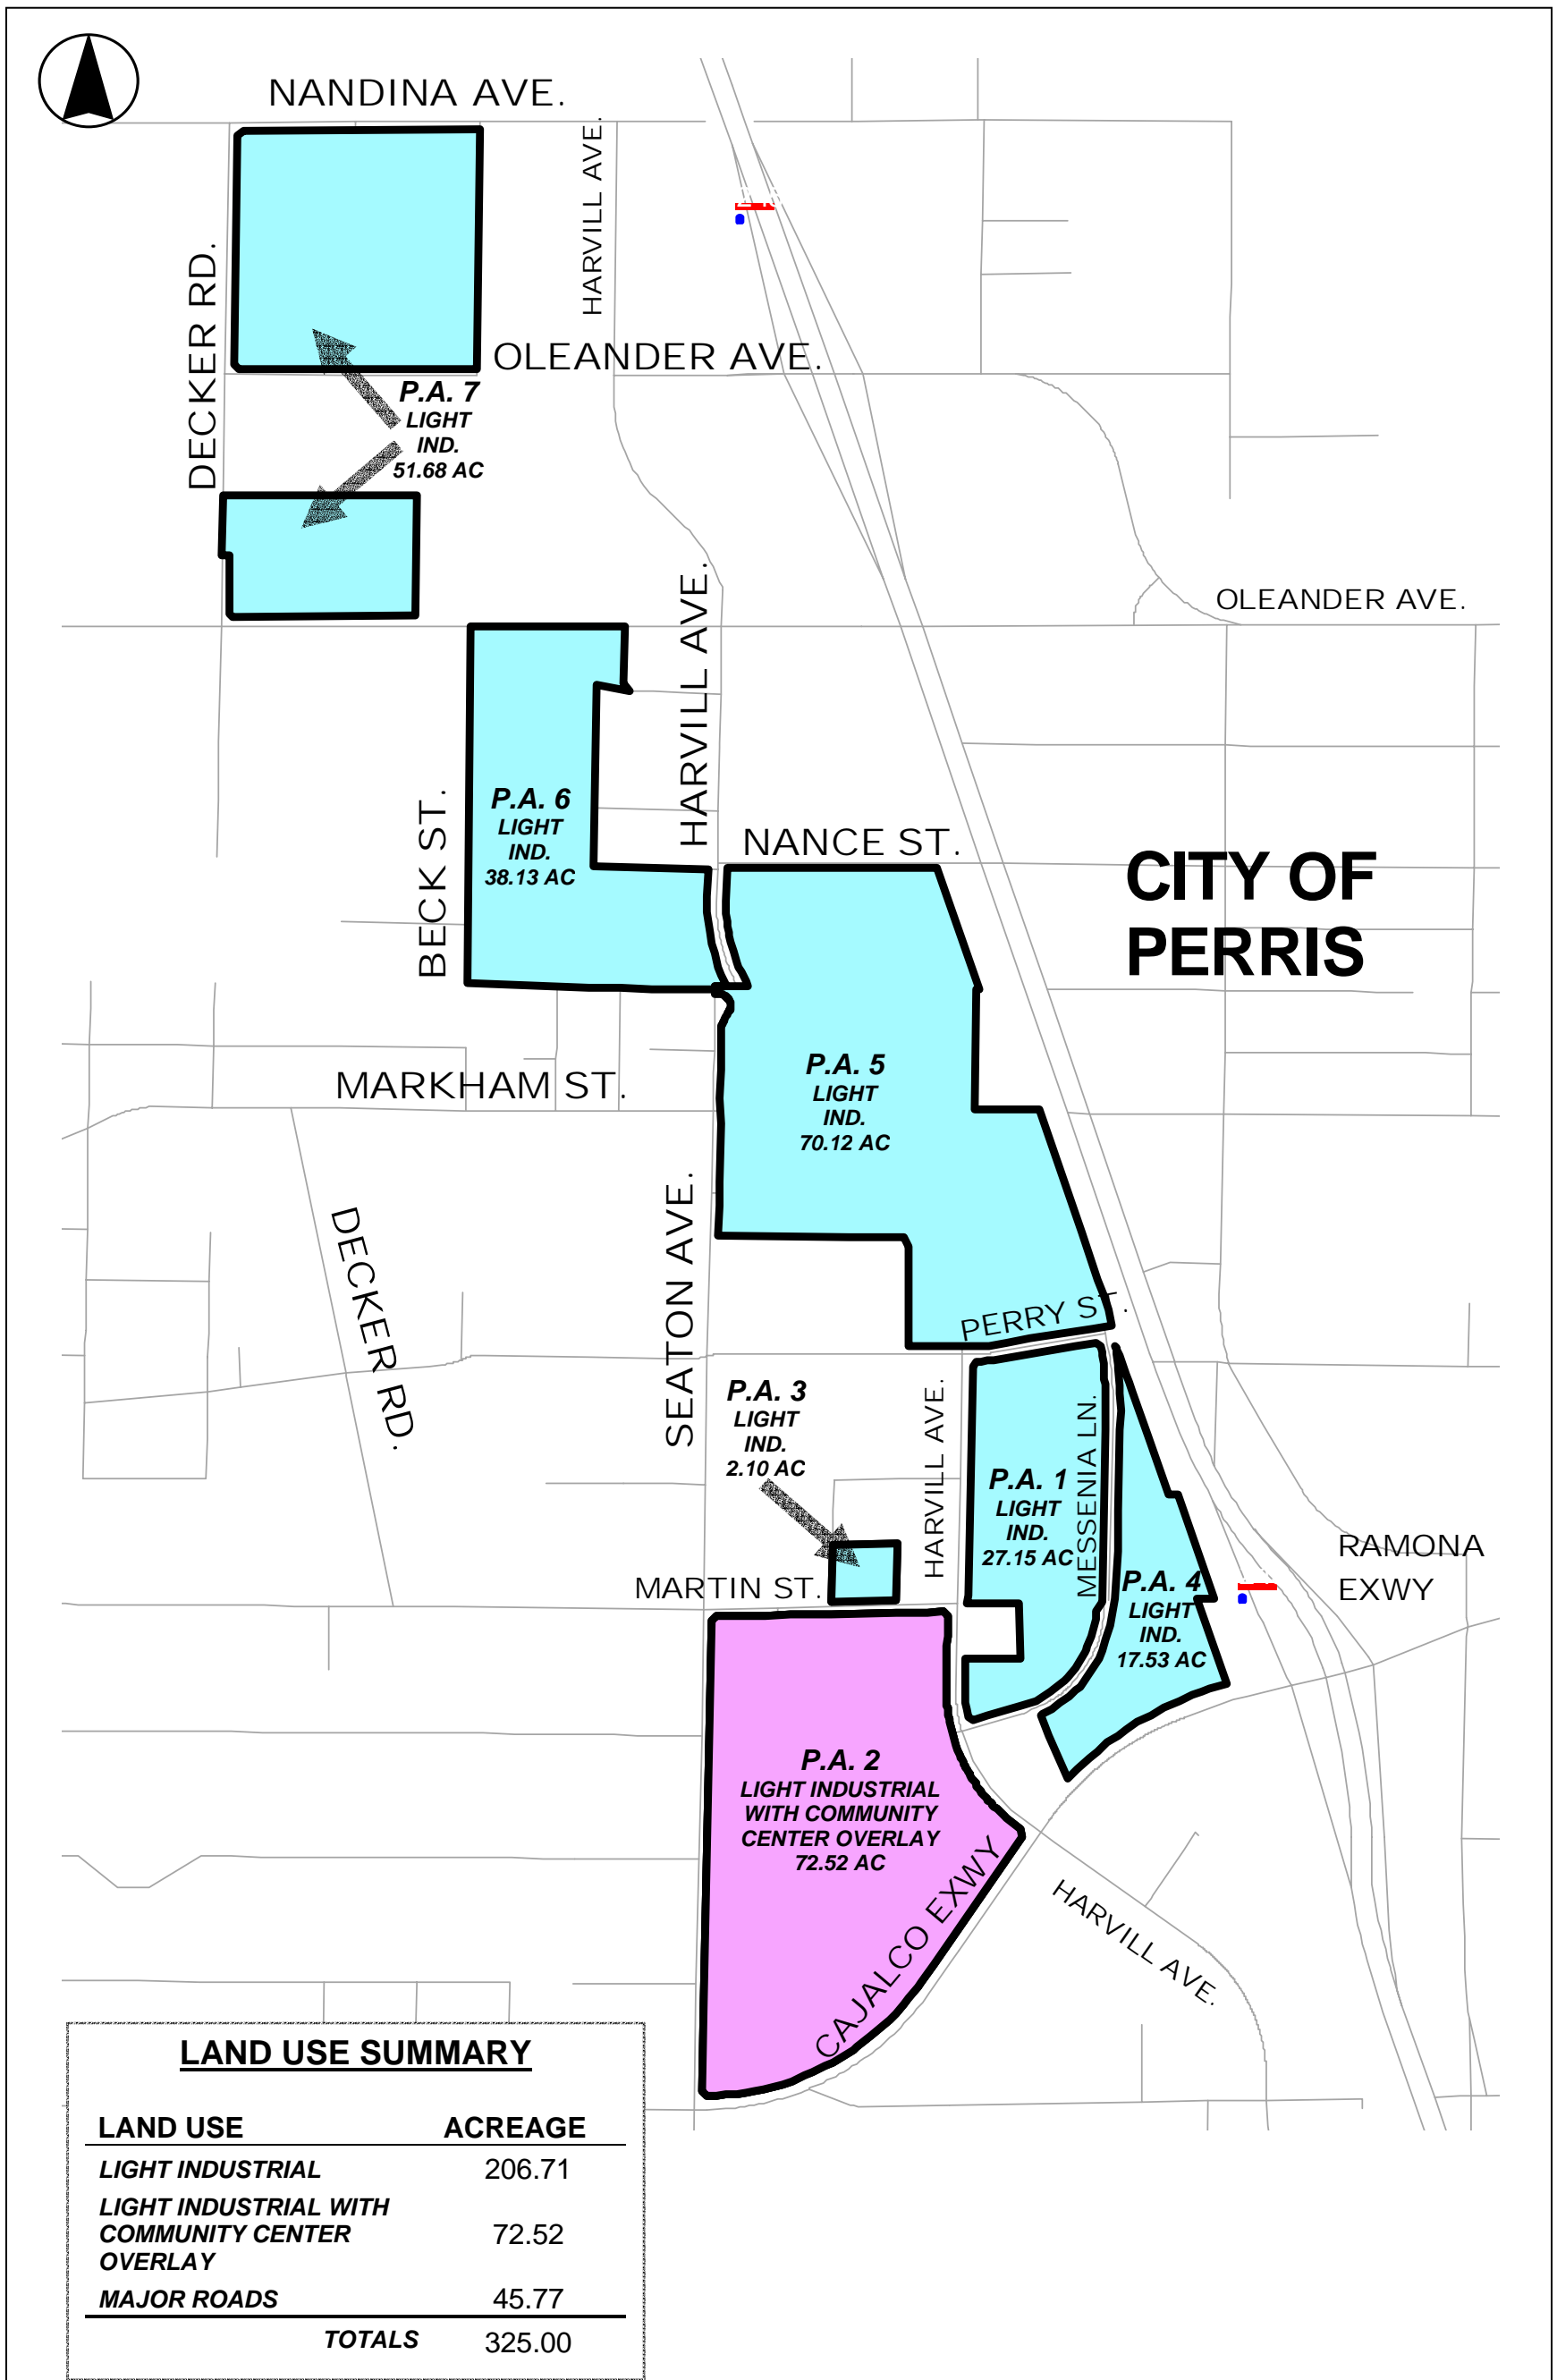 NANDINA AVE.
HARVILL AVE.
DECKER RD.
OLEANDER AVE.
P.A. 7
LIGHT
IND.
51.68 AC
HARVILL AVE.
OLEANDER AVE.
P.A. 6
LIGHT
IND.
38.13 AC
BECK ST.
NANCE ST.
CITY OF
PERRIS
P.A. 5
LIGHT
IND.
70.12 AC
MARKHAM ST.
DECKER RD.
SEATON AVE.
PERRY ST.
P.A. 3
LIGHT
IND.
2.10 AC
HARVILL AVE.
P.A. 1
LIGHT
IND.
27.15 AC
MESSENIA LN.
RAMONA
EXWY
MARTIN ST.
P.A. 4
LIGHT
IND.
17.53 AC
P.A. 2
LIGHT INDUSTRIAL
WITH COMMUNITY
CENTER OVERLAY
72.52 AC
CAJALCO EXWY
HARVILL AVE.
LAND USE SUMMARY
LAND USE ACREAGE
LIGHT INDUSTRIAL 206.71
LIGHT INDUSTRIAL WITH
COMMUNITY CENTER 72.52
OVERLAY
MAJOR ROADS 45.77
TOTALS 325.00